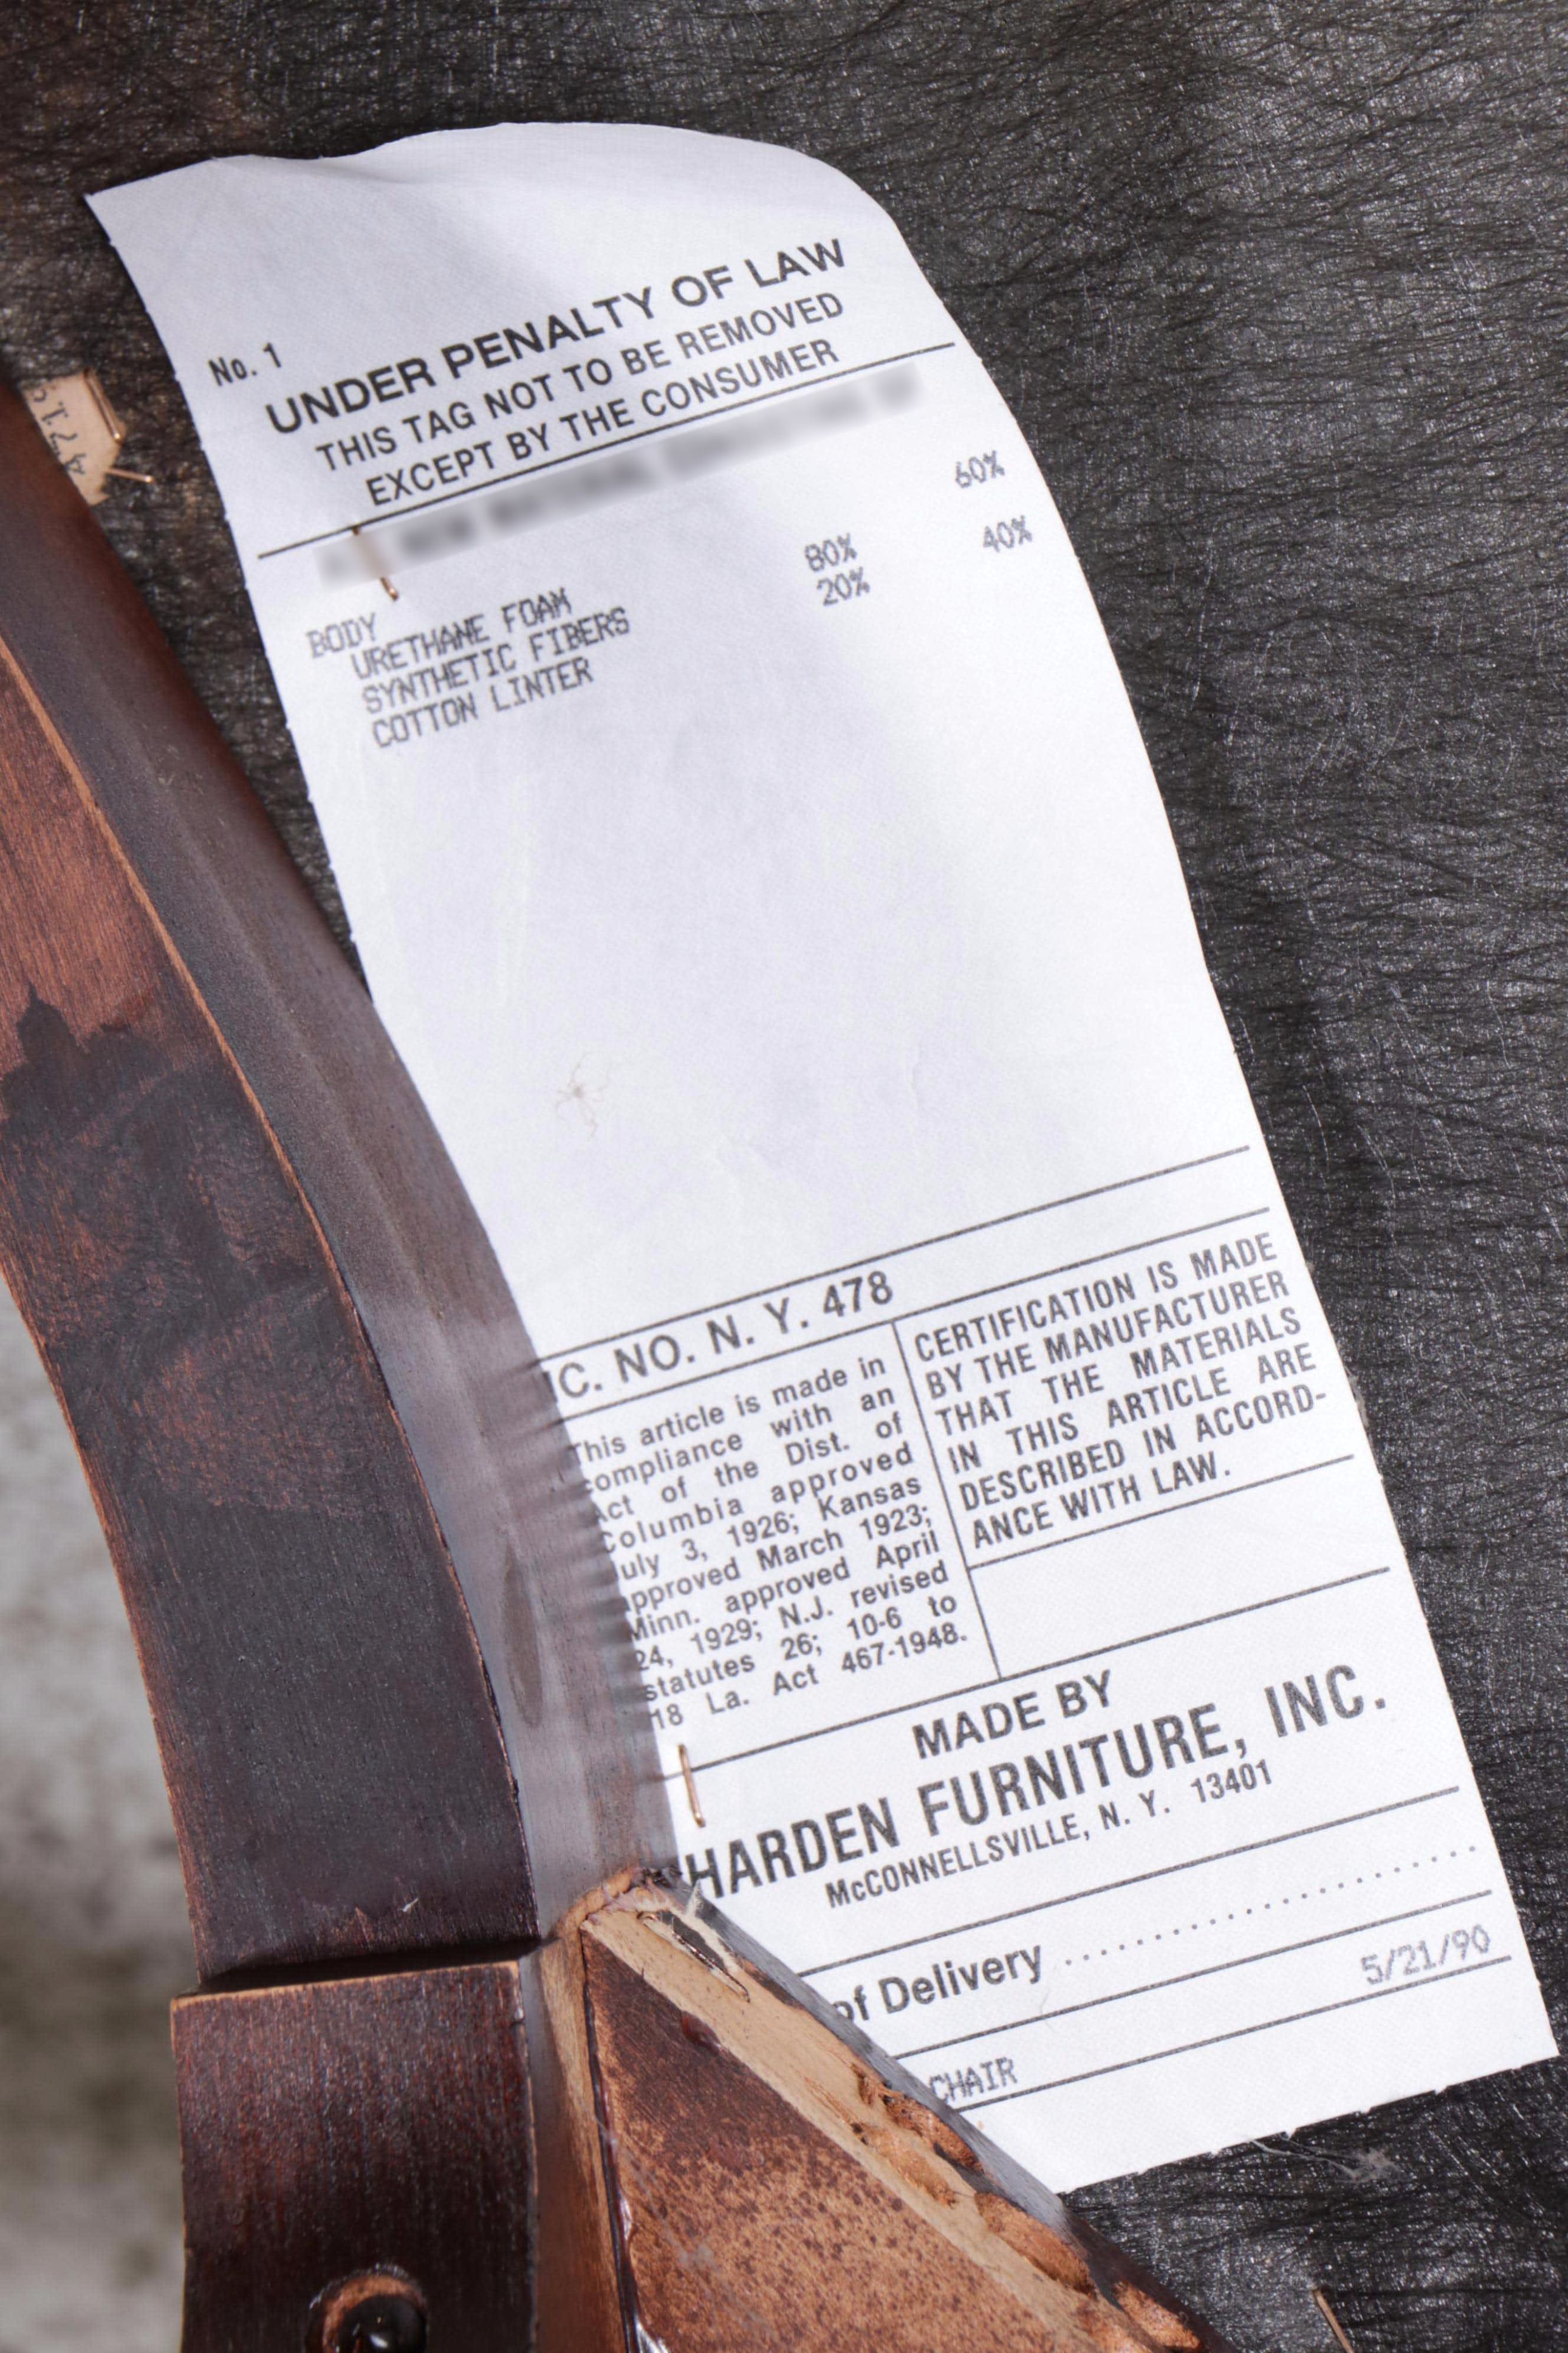 No. 1
UNDER PENALTY OF LAW
THIS TAG NOT TO BE REMOVED
EXCEPT BY THE CONSUMER
BODY
URETHANE FOAM 60%
SYNTHETIC FIBERS 80%
COTTON LINTER 20% 40%
C. NO. N. Y. 478
This article is made in
compliance with an
Act of the Dist. of
Columbia approved
July 3, 1926; Kansas
approved March 1923;
Minn. approved April
24, 1929; N.J. revised
statutes 26; 10-6 to
18 La. Act 467-1948.
CERTIFICATION IS MADE
BY THE MANUFACTURER
THAT THE MATERIALS
IN THIS ARTICLE ARE
DESCRIBED IN ACCORD-
ANCE WITH LAW.
MADE BY
HARDEN FURNITURE, INC.
McCONNELLSVILLE, N. Y. 13401
of Delivery
5/21/90
CHAIR